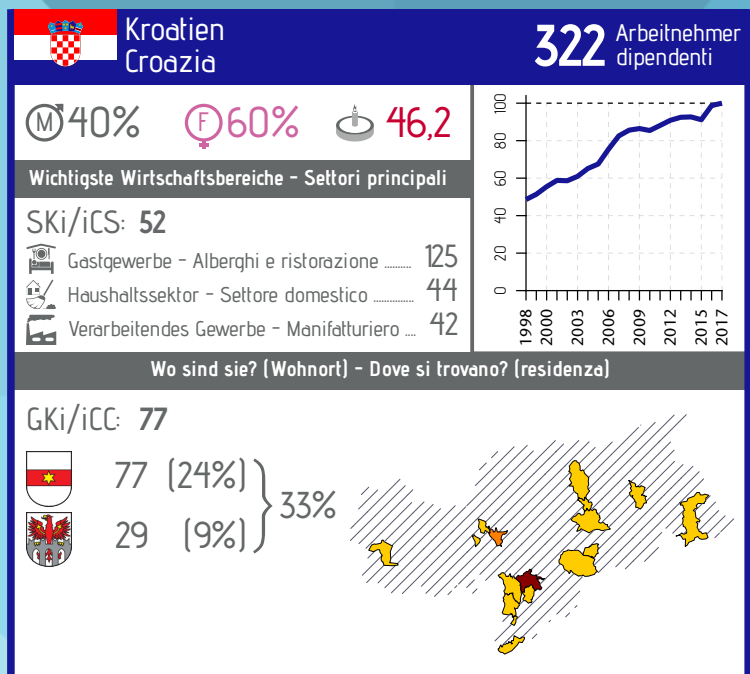 Kroatien
Croazia
322 Arbeitnehmer
dipendenti
M 40% F 60% 46,2
Wichtigste Wirtschaftsbereiche - Settori principali
SKi/iCS: 52
Gastgewerbe - Alberghi e ristorazione ......... 125
Haushaltssektor - Settore domestico ............. 44
Verarbeitendes Gewerbe - Manifatturiero .... 42
100
80
60
40
20
0
1998
2000
2003
2006
2009
2012
2015
2017
Wo sind sie? (Wohnort) - Dove si trovano? (residenza)
GKi/iCC: 77
77 (24%)
29 (9%)
33%